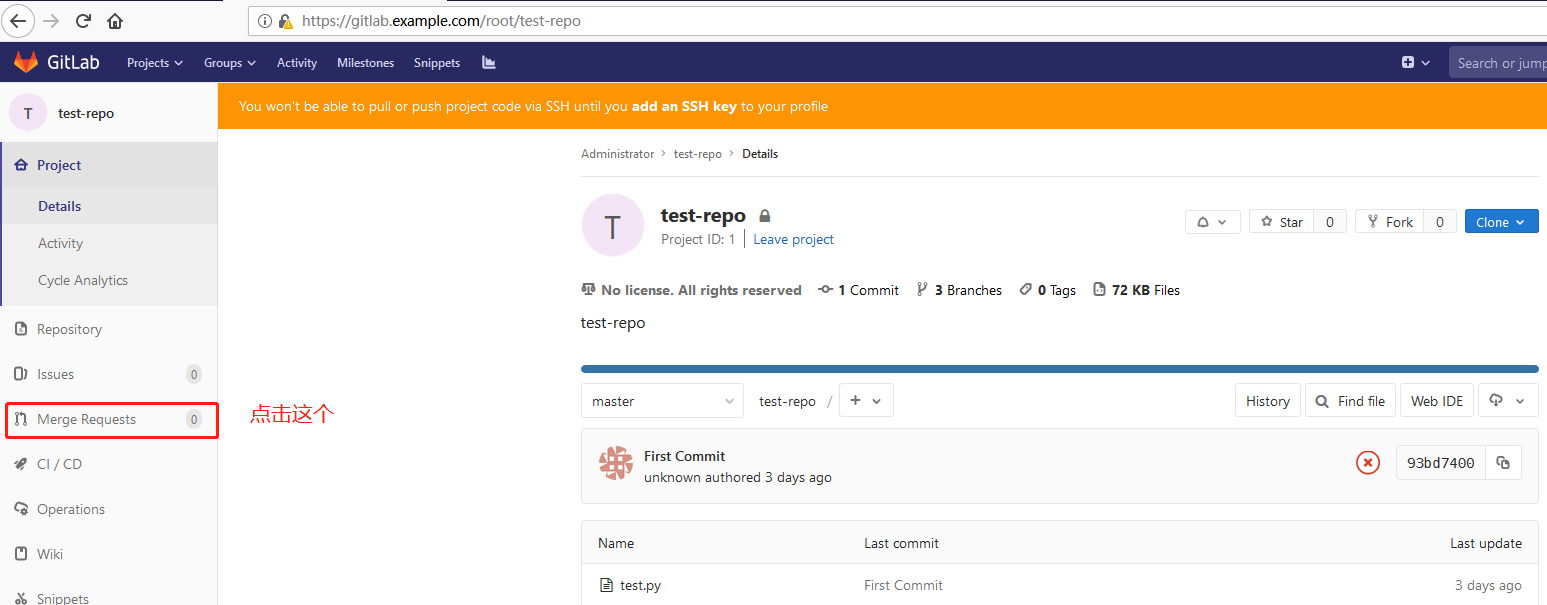 https://gitlab.example.com/root/test-repo
GitLab Projects Groups Activity Milestones Snippets Search or jump
T test-repo
You won't be able to pull or push project code via SSH until you add an SSH key to your profile
Project
Details
Activity
Cycle Analytics
Repository
Issues 0
Merge Requests 0
点击这个
CI / CD
Operations
Wiki
Snippets
Administrator > test-repo > Details
T
test-repo
Project ID: 1 Leave project
Star 0 Fork 0 Clone
No license. All rights reserved 1 Commit 3 Branches 0 Tags 72 KB Files
test-repo
master test-repo / + History Find file Web IDE
First Commit
unknown authored 3 days ago
93bd7400
Name Last commit Last update
test.py First Commit 3 days ago